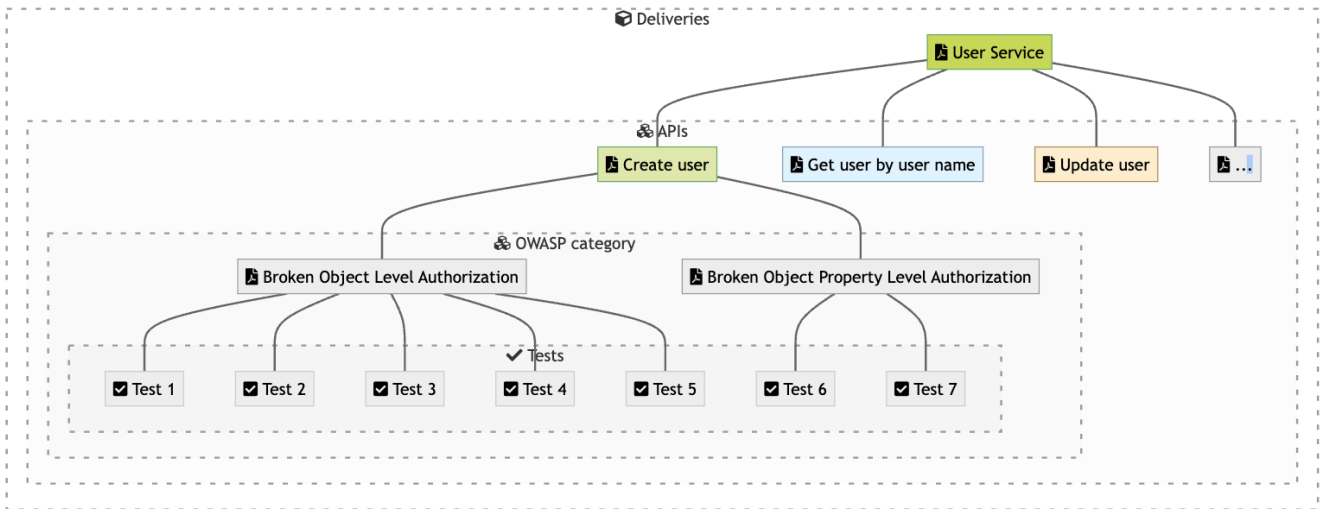 Deliveries
User Service
APIs
Create user
Get user by user name
Update user
...
OWASP category
Broken Object Level Authorization
Broken Object Property Level Authorization
Tests
Test 1
Test 2
Test 3
Test 4
Test 5
Test 6
Test 7